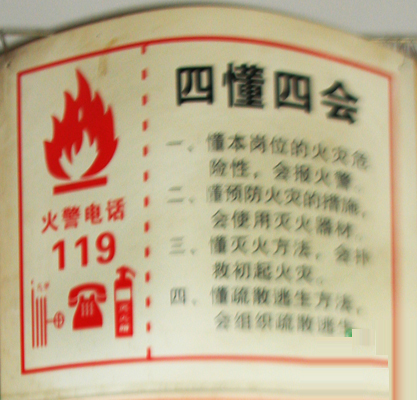 四懂四会
一、懂本岗位的火灾危
险性,会报火警。
二、懂预防火灾的措施,
会使用灭火器材。
三、懂灭火方法,会扑
救初起火灾。
四、懂疏散逃生方法,
会组织疏散逃生
火警电话
119
灭火器